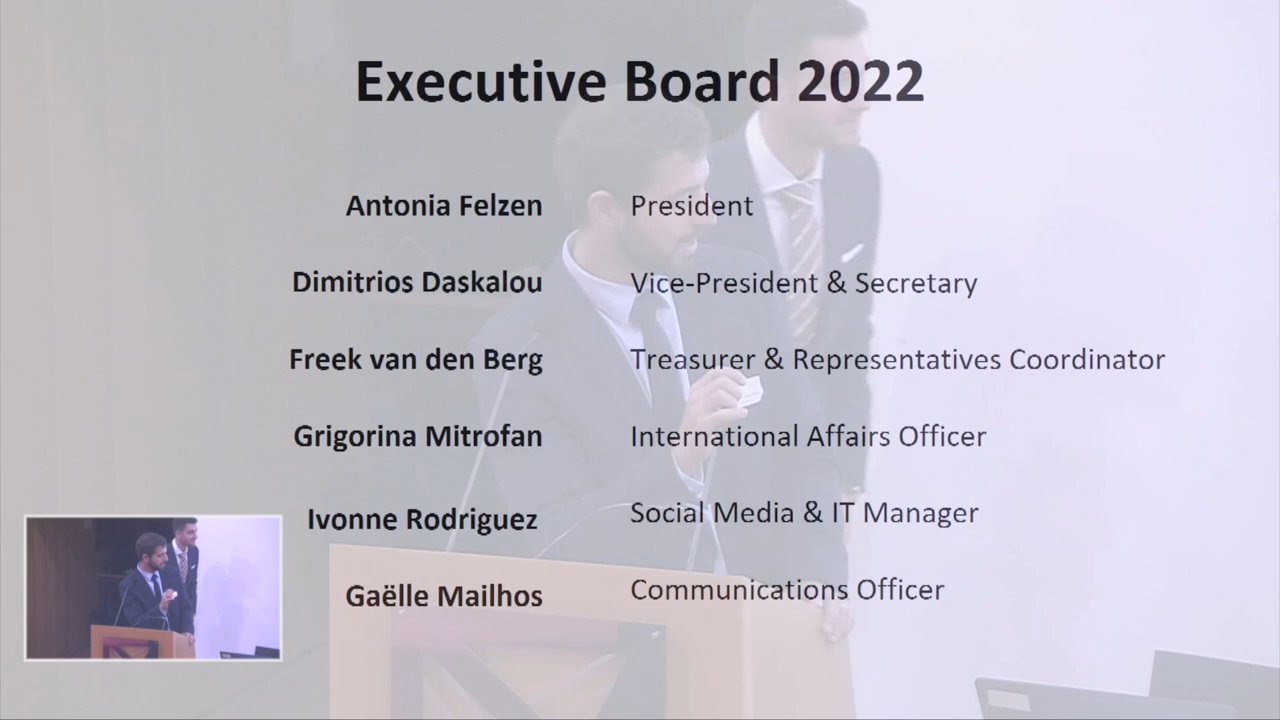 Executive Board 2022
Antonia Felzen President
Dimitrios Daskalou Vice-President & Secretary
Freek van den Berg Treasurer & Representatives Coordinator
Grigorina Mitrofan International Affairs Officer
Ivonne Rodriguez Social Media & IT Manager
Gaëlle Mailhos Communications Officer